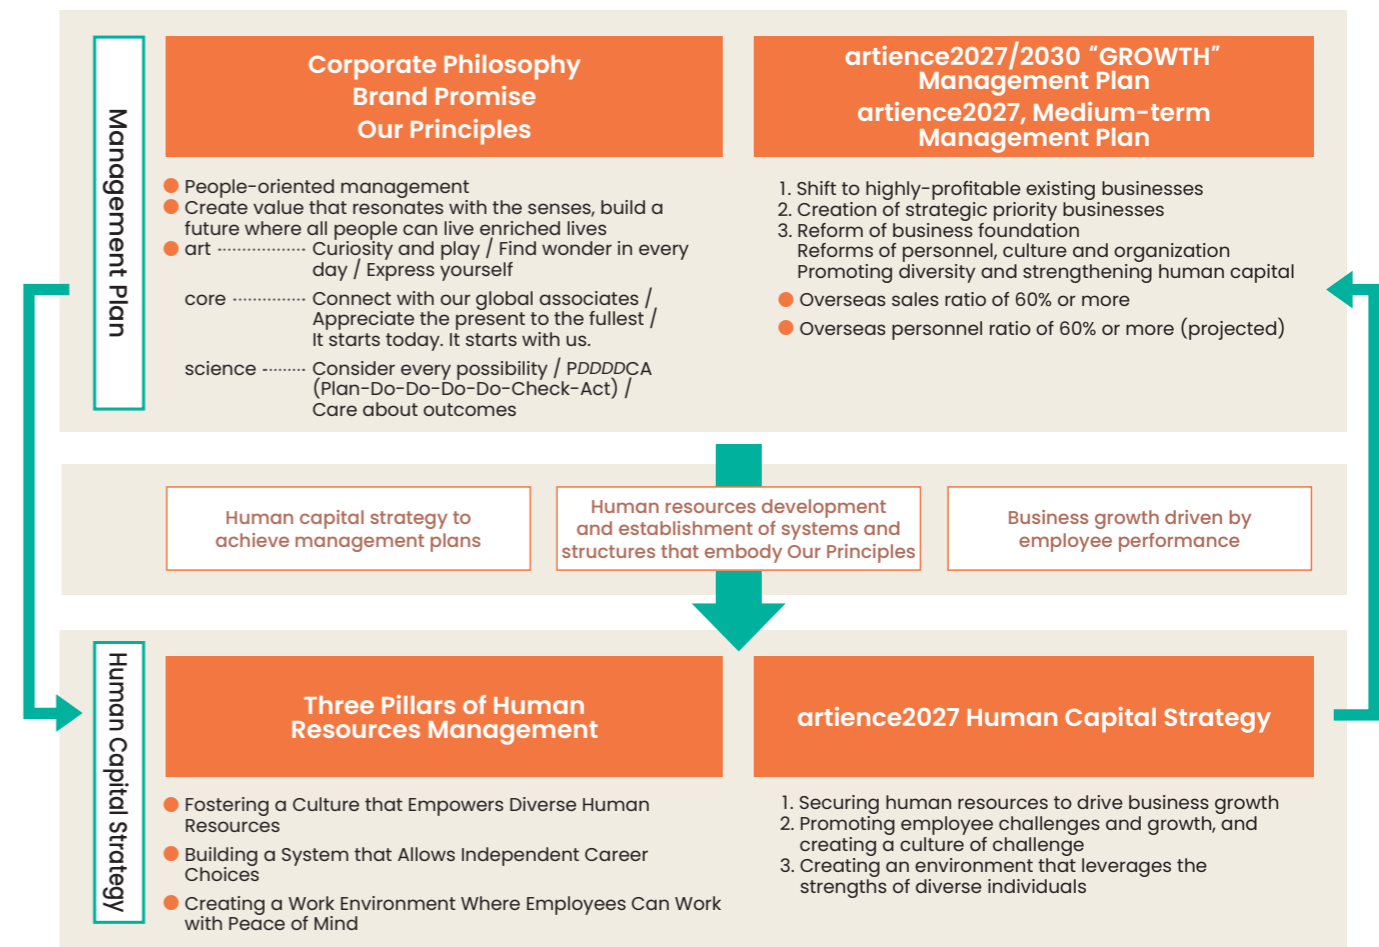 Management Plan
Corporate Philosophy
Brand Promise
Our Principles
● People-oriented management
● Create value that resonates with the senses, build a
future where all people can live enriched lives
● art ·················· Curiosity and play / Find wonder in every
day / Express yourself
core ··············· Connect with our global associates /
Appreciate the present to the fullest /
It starts today. It starts with us.
science ········· Consider every possibility / PDDDDCA
(Plan-Do-Do-Do-Do-Check-Act) /
Care about outcomes
artience2027/2030 “GROWTH”
Management Plan
artience2027, Medium-term
Management Plan
1. Shift to highly-profitable existing businesses
2. Creation of strategic priority businesses
3. Reform of business foundation
Reforms of personnel, culture and organization
Promoting diversity and strengthening human capital
● Overseas sales ratio of 60% or more
● Overseas personnel ratio of 60% or more (projected)
Human capital strategy to
achieve management plans
Human resources development
and establishment of systems and
structures that embody Our Principles
Business growth driven by
employee performance
Human Capital Strategy
Three Pillars of Human
Resources Management
● Fostering a Culture that Empowers Diverse Human
Resources
● Building a System that Allows Independent Career
Choices
● Creating a Work Environment Where Employees Can Work
with Peace of Mind
artience2027 Human Capital Strategy
1. Securing human resources to drive business growth
2. Promoting employee challenges and growth, and
creating a culture of challenge
3. Creating an environment that leverages the
strengths of diverse individuals